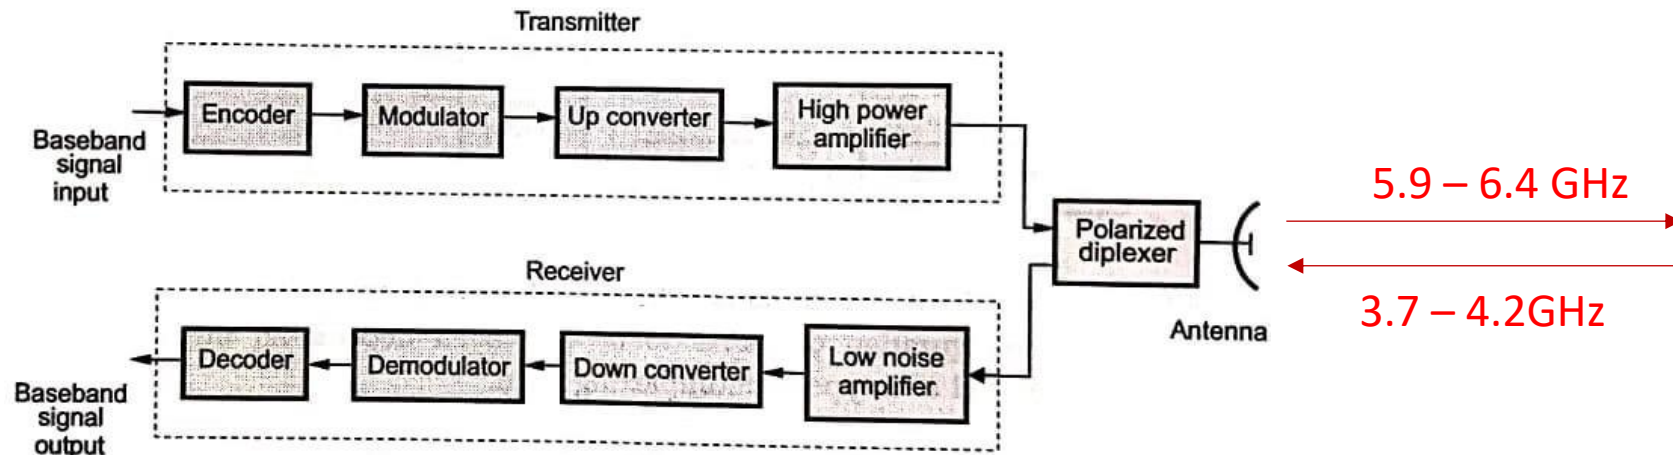 Transmitter
Encoder
Modulator
Up converter
High power
amplifier
Baseband
signal
input
5.9 – 6.4 GHz
Polarized
diplexer
Receiver
Antenna
3.7 – 4.2GHz
Decoder
Demodulator
Down converter
Low noise
amplifier.
Baseband
signal
output